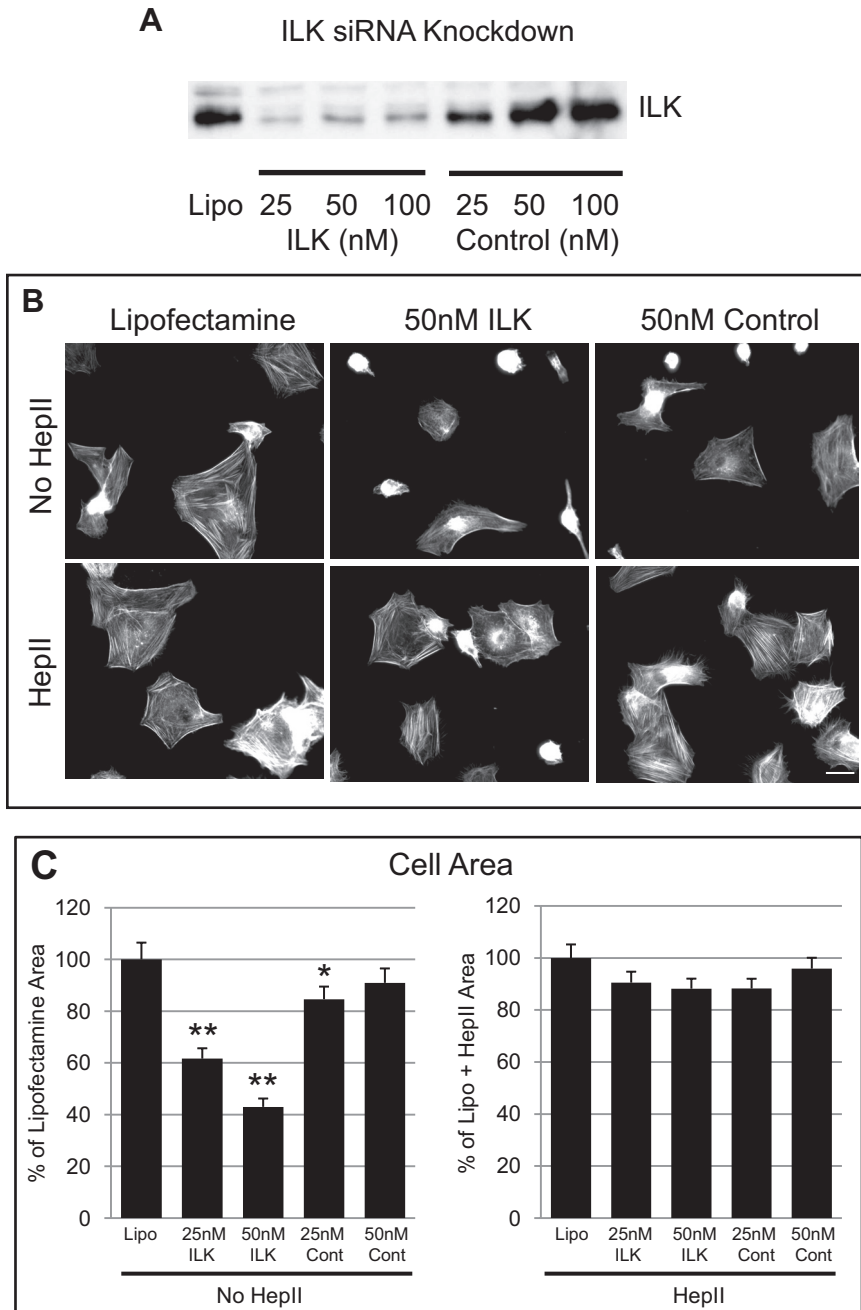 A
ILK siRNA Knockdown
ILK
Lipo 25 50 100 25 50 100
ILK (nM) Control (nM)
B
Lipofectamine 50nM ILK 50nM Control
No HepII
HepII
C
Cell Area
% of Lipofectamine Area
120
100
80
60
40
20
0
** ** *
Lipo 25nM ILK 50nM ILK 25nM Cont 50nM Cont
No HepII
% of Lipo + HepII Area
120
100
80
60
40
20
0
Lipo 25nM ILK 50nM ILK 25nM Cont 50nM Cont
HepII